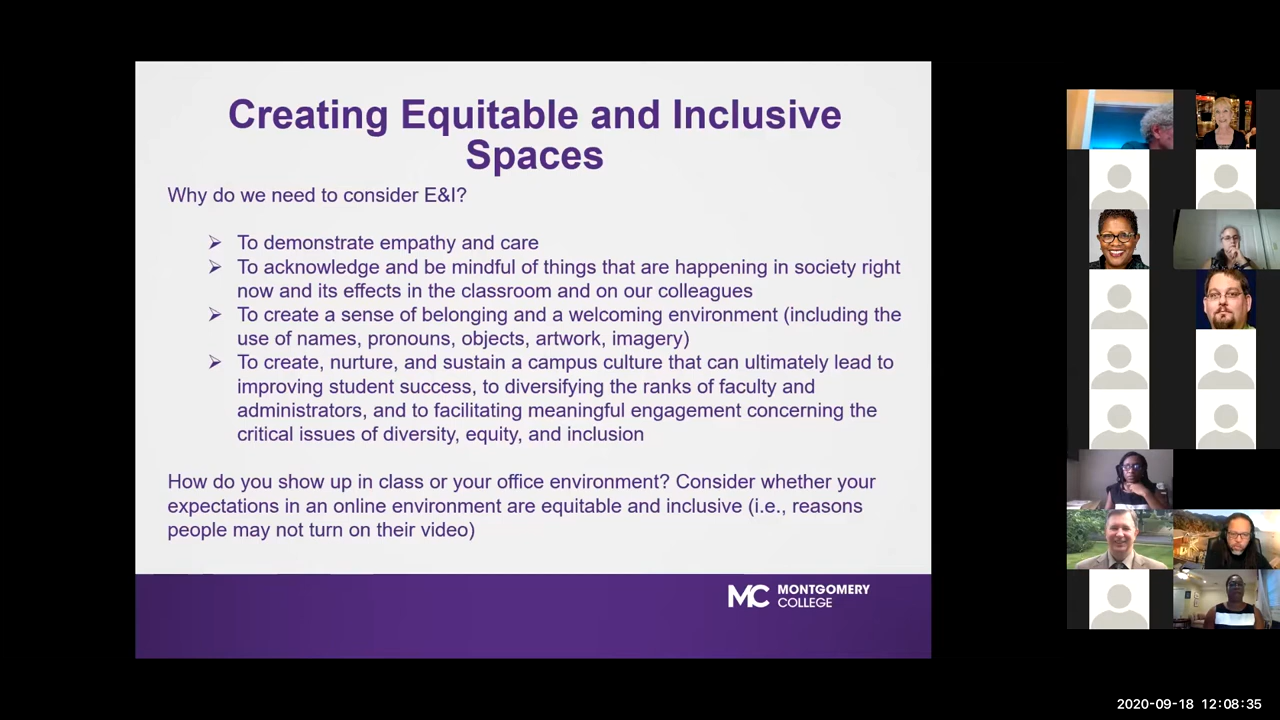 Creating Equitable and Inclusive
Spaces
Why do we need to consider E&I?
➢ To demonstrate empathy and care
➢ To acknowledge and be mindful of things that are happening in society right
now and its effects in the classroom and on our colleagues
➢ To create a sense of belonging and a welcoming environment (including the
use of names, pronouns, objects, artwork, imagery)
➢ To create, nurture, and sustain a campus culture that can ultimately lead to
improving student success, to diversifying the ranks of faculty and
administrators, and to facilitating meaningful engagement concerning the
critical issues of diversity, equity, and inclusion
How do you show up in class or your office environment? Consider whether your
expectations in an online environment are equitable and inclusive (i.e., reasons
people may not turn on their video)
MC MONTGOMERY
COLLEGE
2020-09-18 12:08:35